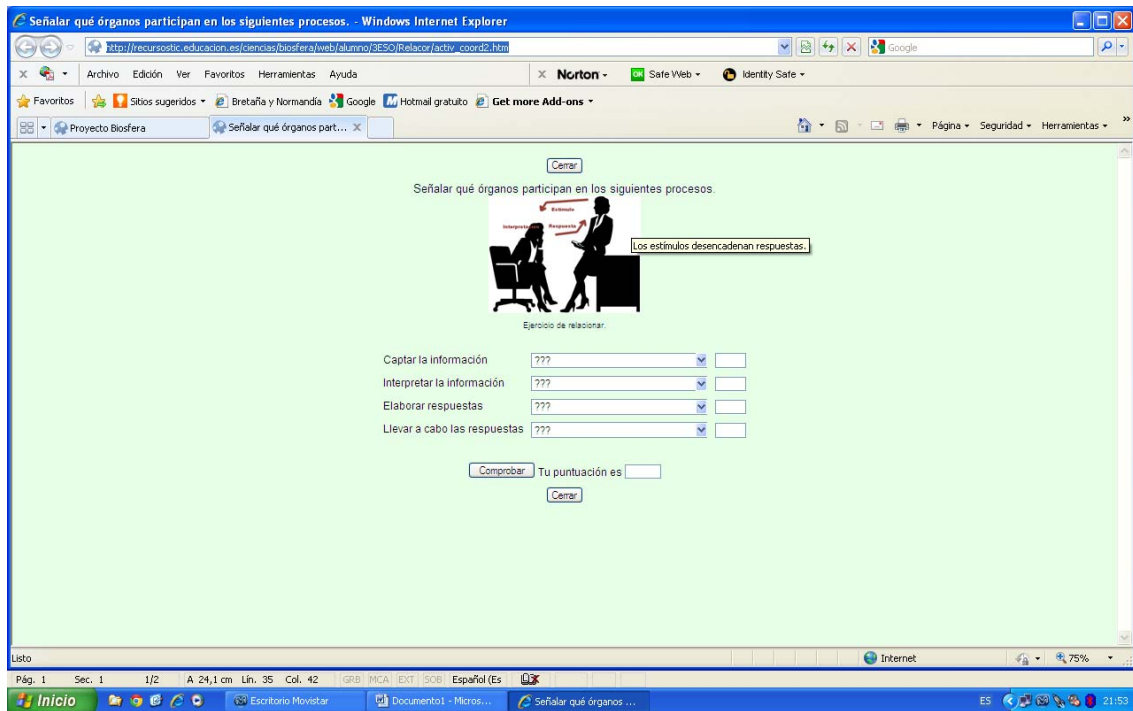 Señalar qué órganos participan en los siguientes procesos. - Windows Internet Explorer
http://recursostic.educacion.es/ciencias/biosfera/web/alumno/3ESO/Relacor/activ_coord2.htm
Google
x Archivo Edición Ver Favoritos Herramientas Ayuda x Norton OK Safe Web Identity Safe
Favoritos Sitios sugeridos Bretaña y Normandía Google Hotmail gratuito Get more Add-ons
Proyecto Biosfera Señalar qué órganos part... X Página Seguridad Herramientas »
Cerrar
Señalar qué órganos participan en los siguientes procesos.
Estímulo
Respuesta
Los estímulos desencadenan respuestas.
Ejercicio de relacionar.
Captar la información ???
Interpretar la información ???
Elaborar respuestas ???
Llevar a cabo las respuestas ???
Comprobar Tu puntuación es
Cerrar
Listo Internet 75%
Pág. 1 Sec. 1 1/2 A 24,1 cm Lín. 35 Col. 42 GRB MCA EXT SOB Español (Es
Inicio Escritorio Movistar Documento1 - Micros... Señalar qué órganos ... ES 21:53